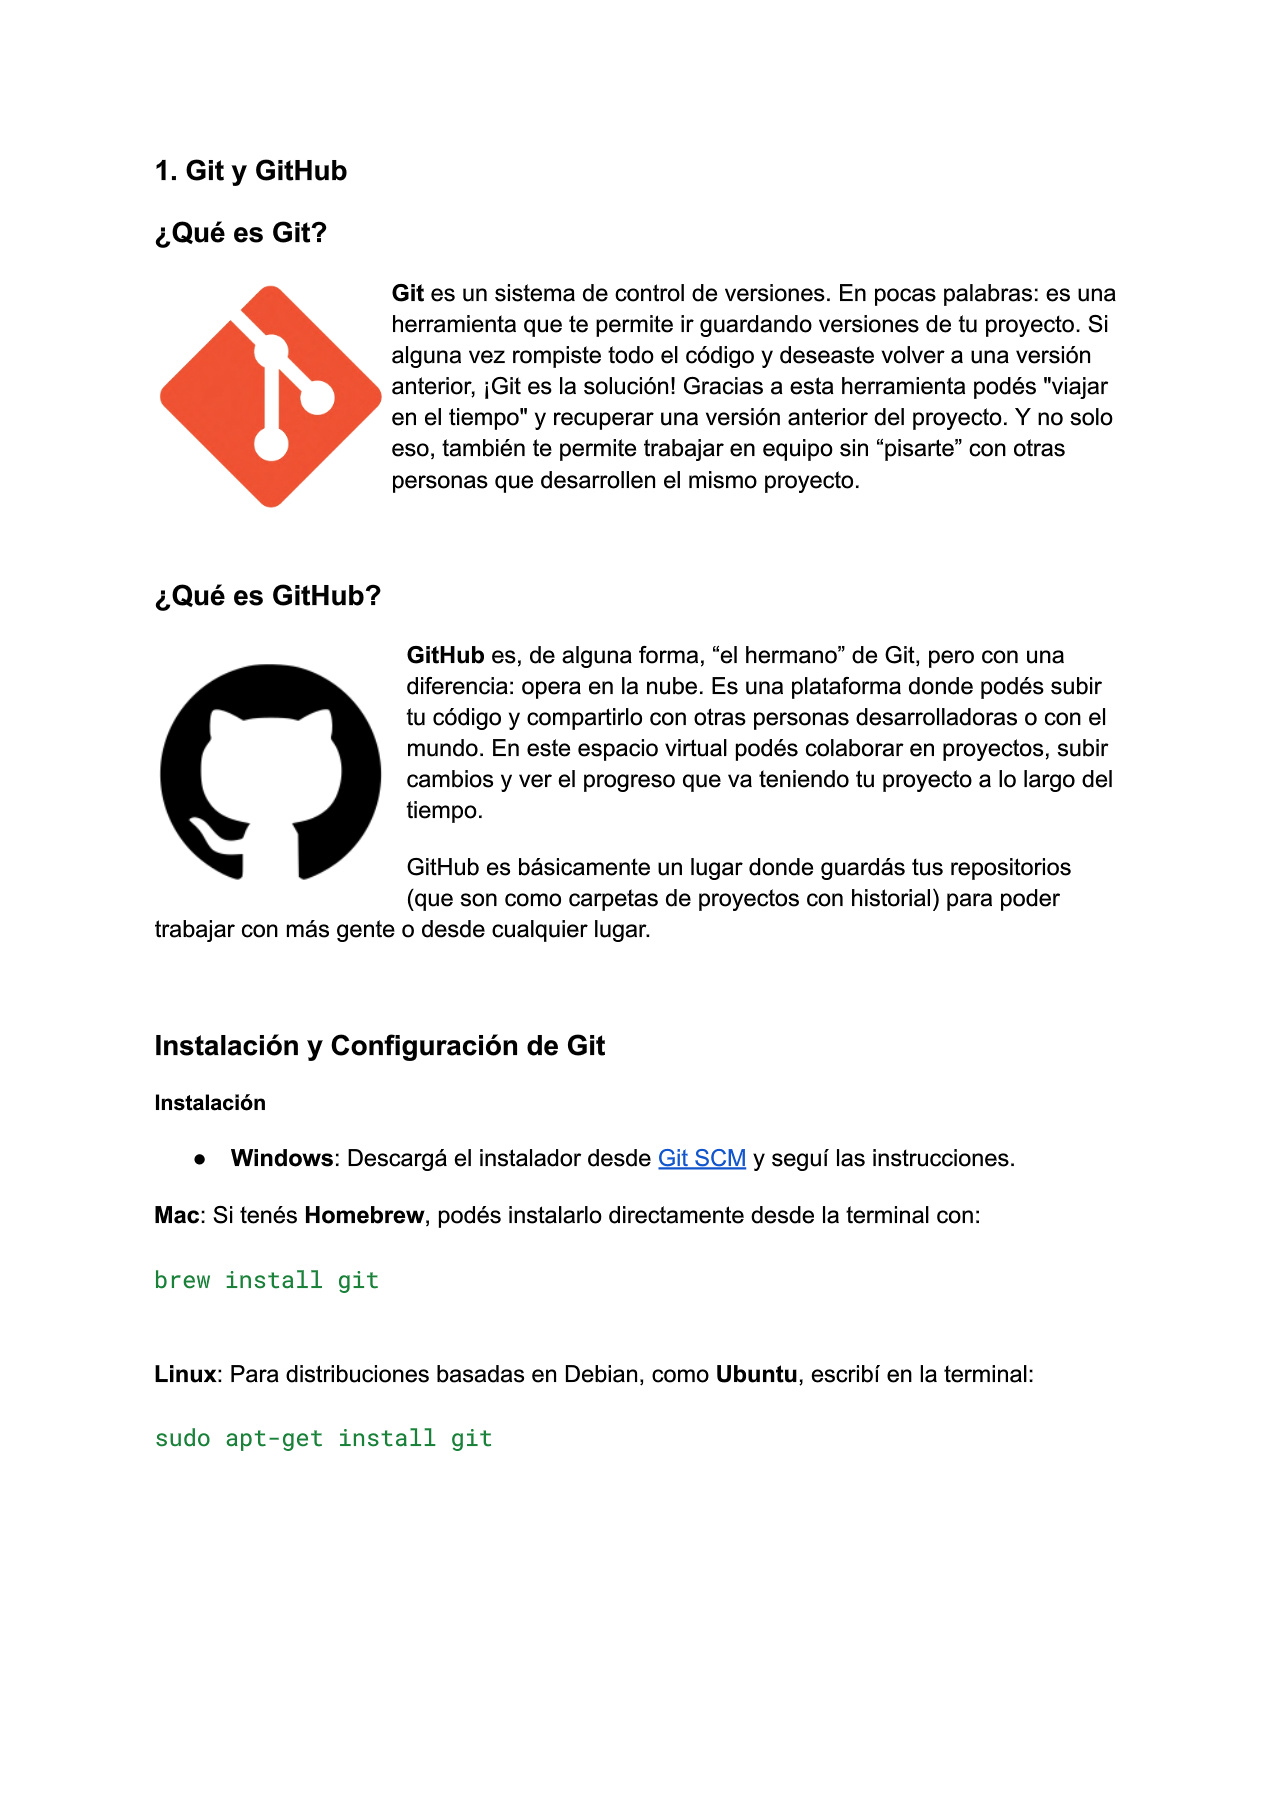 1. Git y GitHub
¿Qué es Git?
Git es un sistema de control de versiones. En pocas palabras: es una
herramienta que te permite ir guardando versiones de tu proyecto. Si
alguna vez rompiste todo el código y deseaste volver a una versión
anterior, ¡Git es la solución! Gracias a esta herramienta podés "viajar
en el tiempo" y recuperar una versión anterior del proyecto. Y no solo
eso, también te permite trabajar en equipo sin “pisarte” con otras
personas que desarrollen el mismo proyecto.
¿Qué es GitHub?
GitHub es, de alguna forma, “el hermano” de Git, pero con una
diferencia: opera en la nube. Es una plataforma donde podés subir
tu código y compartirlo con otras personas desarrolladoras o con el
mundo. En este espacio virtual podés colaborar en proyectos, subir
cambios y ver el progreso que va teniendo tu proyecto a lo largo del
tiempo.
GitHub es básicamente un lugar donde guardás tus repositorios
(que son como carpetas de proyectos con historial) para poder
trabajar con más gente o desde cualquier lugar.
Instalación y Configuración de Git
Instalación
● Windows: Descargá el instalador desde Git SCM y seguí las instrucciones.
Mac: Si tenés Homebrew, podés instalarlo directamente desde la terminal con:
brew install git
Linux: Para distribuciones basadas en Debian, como Ubuntu, escribí en la terminal:
sudo apt-get install git